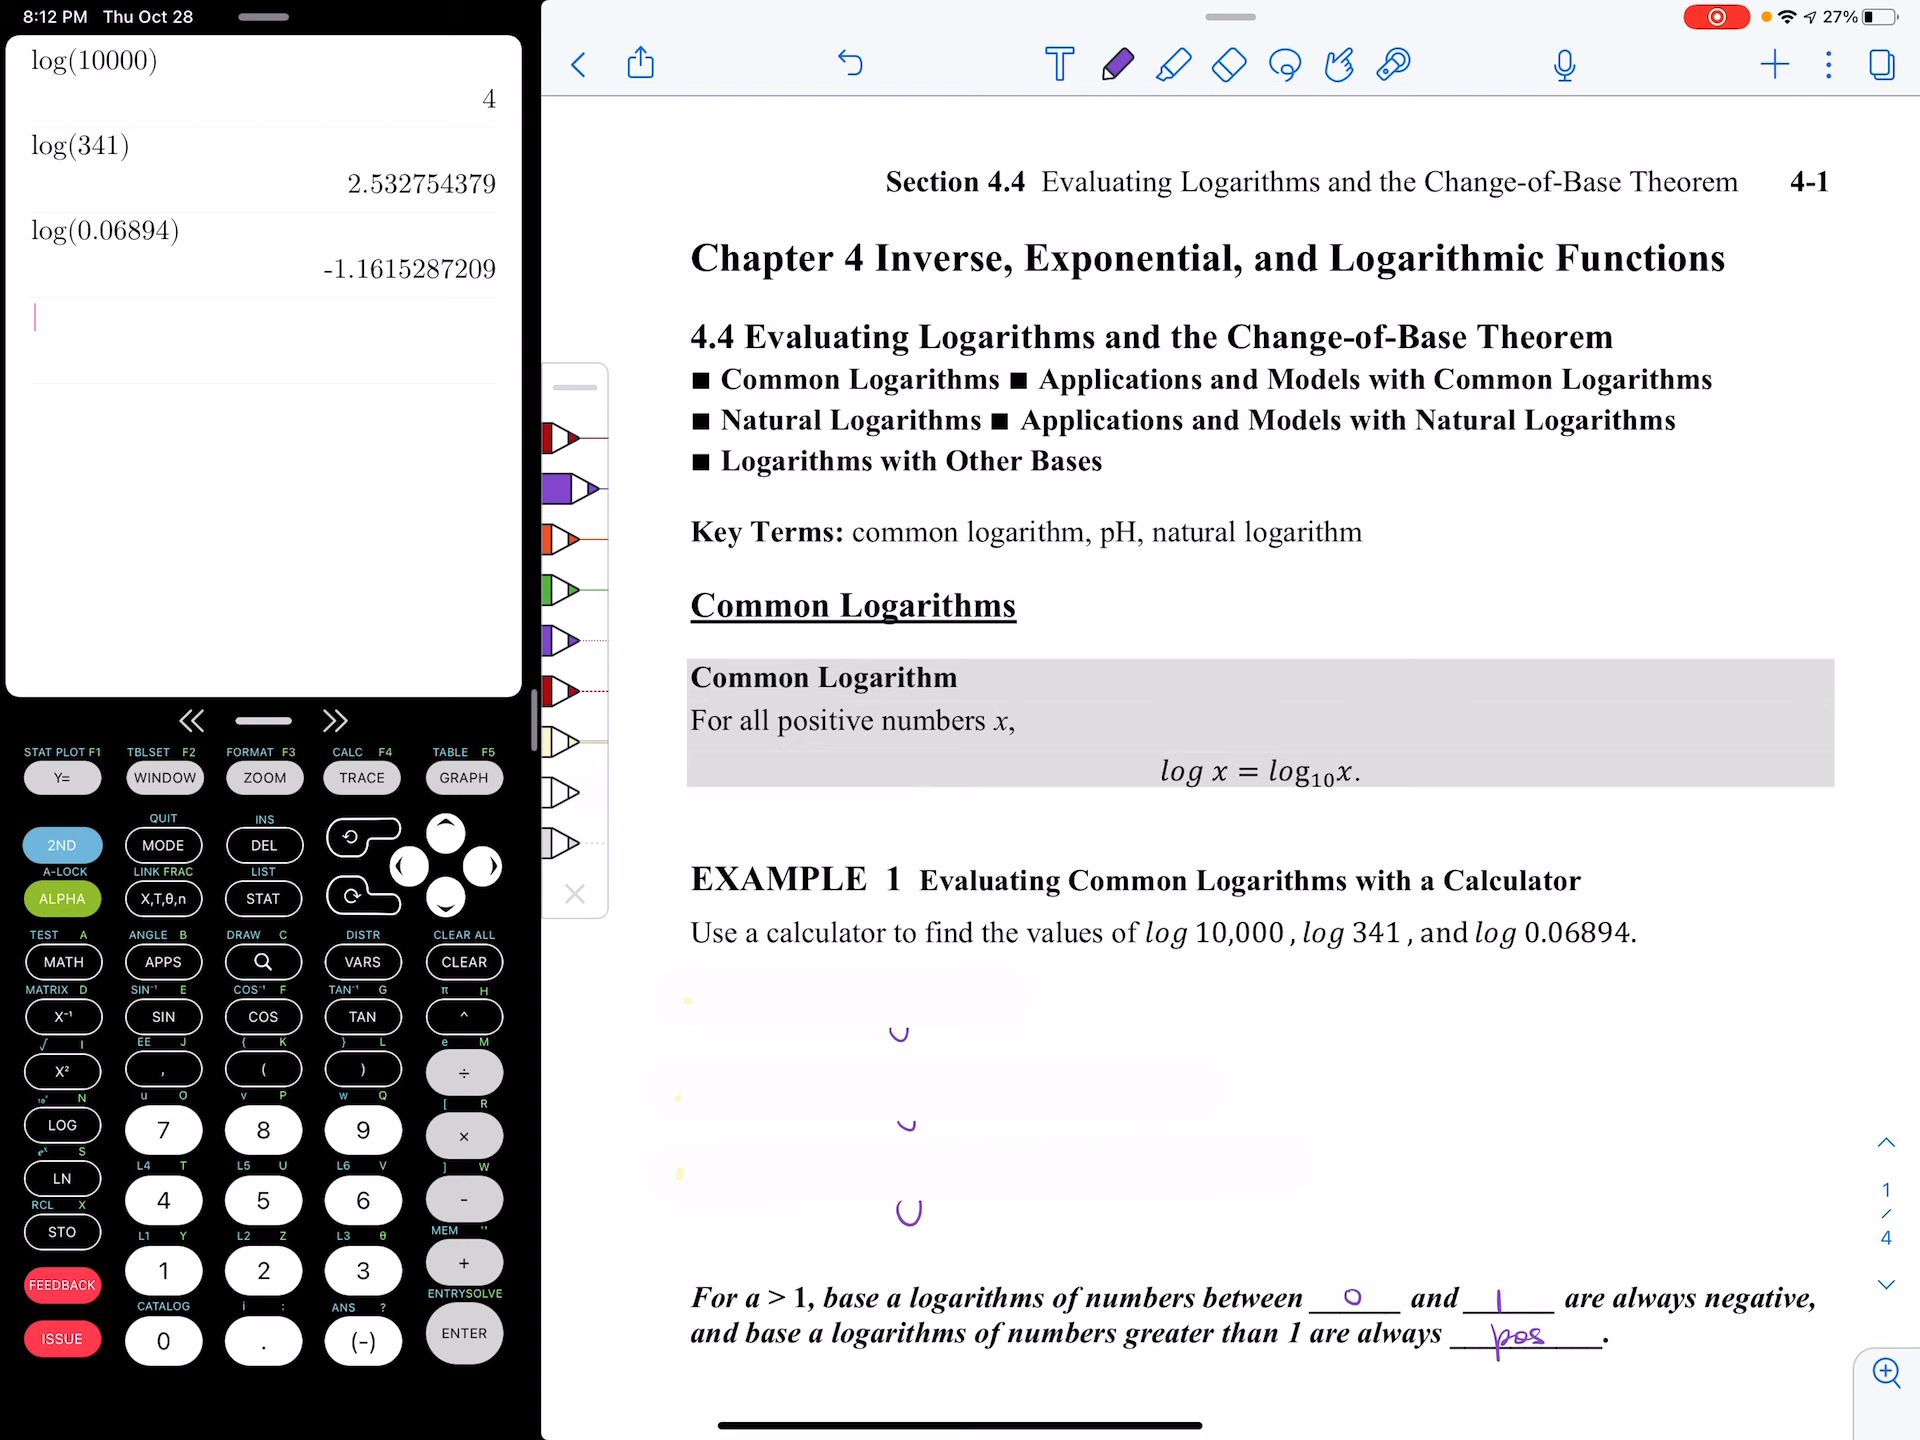 8:12 PM Thu Oct 28
27%
log(10000)
4
log(341)
2.532754379
log(0.06894)
-1.1615287209
STAT PLOT F1 TBLSET F2 FORMAT F3 CALC F4 TABLE F5
Y= WINDOW ZOOM TRACE GRAPH
QUIT INS
2ND MODE DEL
A-LOCK LINK FRAC LIST
ALPHA X,T,θ,n STAT
TEST A ANGLE B DRAW C DISTR CLEAR ALL
MATH APPS VARS CLEAR
MATRIX D SIN⁻¹ E COS⁻¹ F TAN⁻¹ G π H
X⁻¹ SIN COS TAN ^
√ I EE J { K } L e M
X² , ( ) ÷
10ˣ N u O v P w Q [ R
LOG 7 8 9 ×
eˣ S L4 T L5 U L6 V ] W
LN 4 5 6 -
RCL X L1 Y L2 Z L3 θ MEM "
STO 1 2 3 +
FEEDBACK CATALOG i : ANS ? ENTRY SOLVE
ISSUE 0 . (-) ENTER
T
Section 4.4 Evaluating Logarithms and the Change-of-Base Theorem 4-1
Chapter 4 Inverse, Exponential, and Logarithmic Functions
4.4 Evaluating Logarithms and the Change-of-Base Theorem
■ Common Logarithms ■ Applications and Models with Common Logarithms
■ Natural Logarithms ■ Applications and Models with Natural Logarithms
■ Logarithms with Other Bases
Key Terms: common logarithm, pH, natural logarithm
Common Logarithms
Common Logarithm
For all positive numbers x,
log x = log₁₀x.
EXAMPLE 1 Evaluating Common Logarithms with a Calculator
Use a calculator to find the values of log 10,000 , log 341 , and log 0.06894.
For a > 1, base a logarithms of numbers between 0 and 1 are always negative,
and base a logarithms of numbers greater than 1 are always pos.
1
/
4